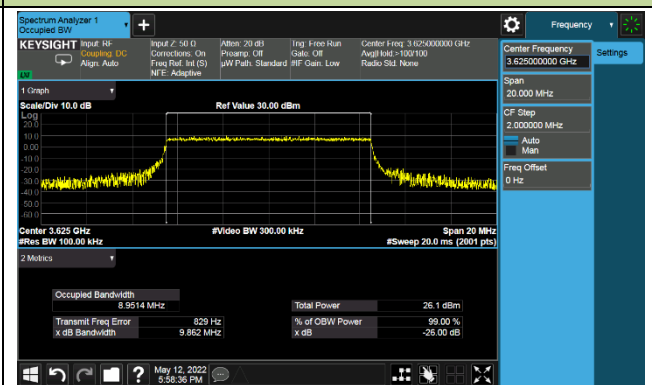 Spectrum Analyzer 1
Occupied BW
Frequency
KEYSIGHT Input: RF
Coupling: DC
Align: Auto
Input Z: 50 Ω
Corrections: On
Freq Ref: Int (S)
NFE: Adaptive
Atten: 20 dB
Preamp: Off
µW Path: Standard
Trig: Free Run
Gate: Off
#IF Gain: Low
Center Freq: 3.625000000 GHz
Avg|Hold:>100/100
Radio Std: None
Center Frequency
3.625000000 GHz
Settings
Span
20.000 MHz
CF Step
2.000000 MHz
Auto
Man
Freq Offset
0 Hz
1 Graph
Scale/Div 10.0 dB
Ref Value 30.00 dBm
Log
20.0
10.0
0.00
-10.0
-20.0
-30.0
-40.0
-50.0
-60.0
Center 3.625 GHz
#Video BW 300.00 kHz
Span 20 MHz
#Res BW 100.00 kHz
#Sweep 20.0 ms (2001 pts)
2 Metrics
Occupied Bandwidth
8.9514 MHz
Total Power 26.1 dBm
Transmit Freq Error 829 Hz
% of OBW Power 99.00 %
x dB Bandwidth 9.862 MHz
x dB -26.00 dB
May 12, 2022
5:58:36 PM